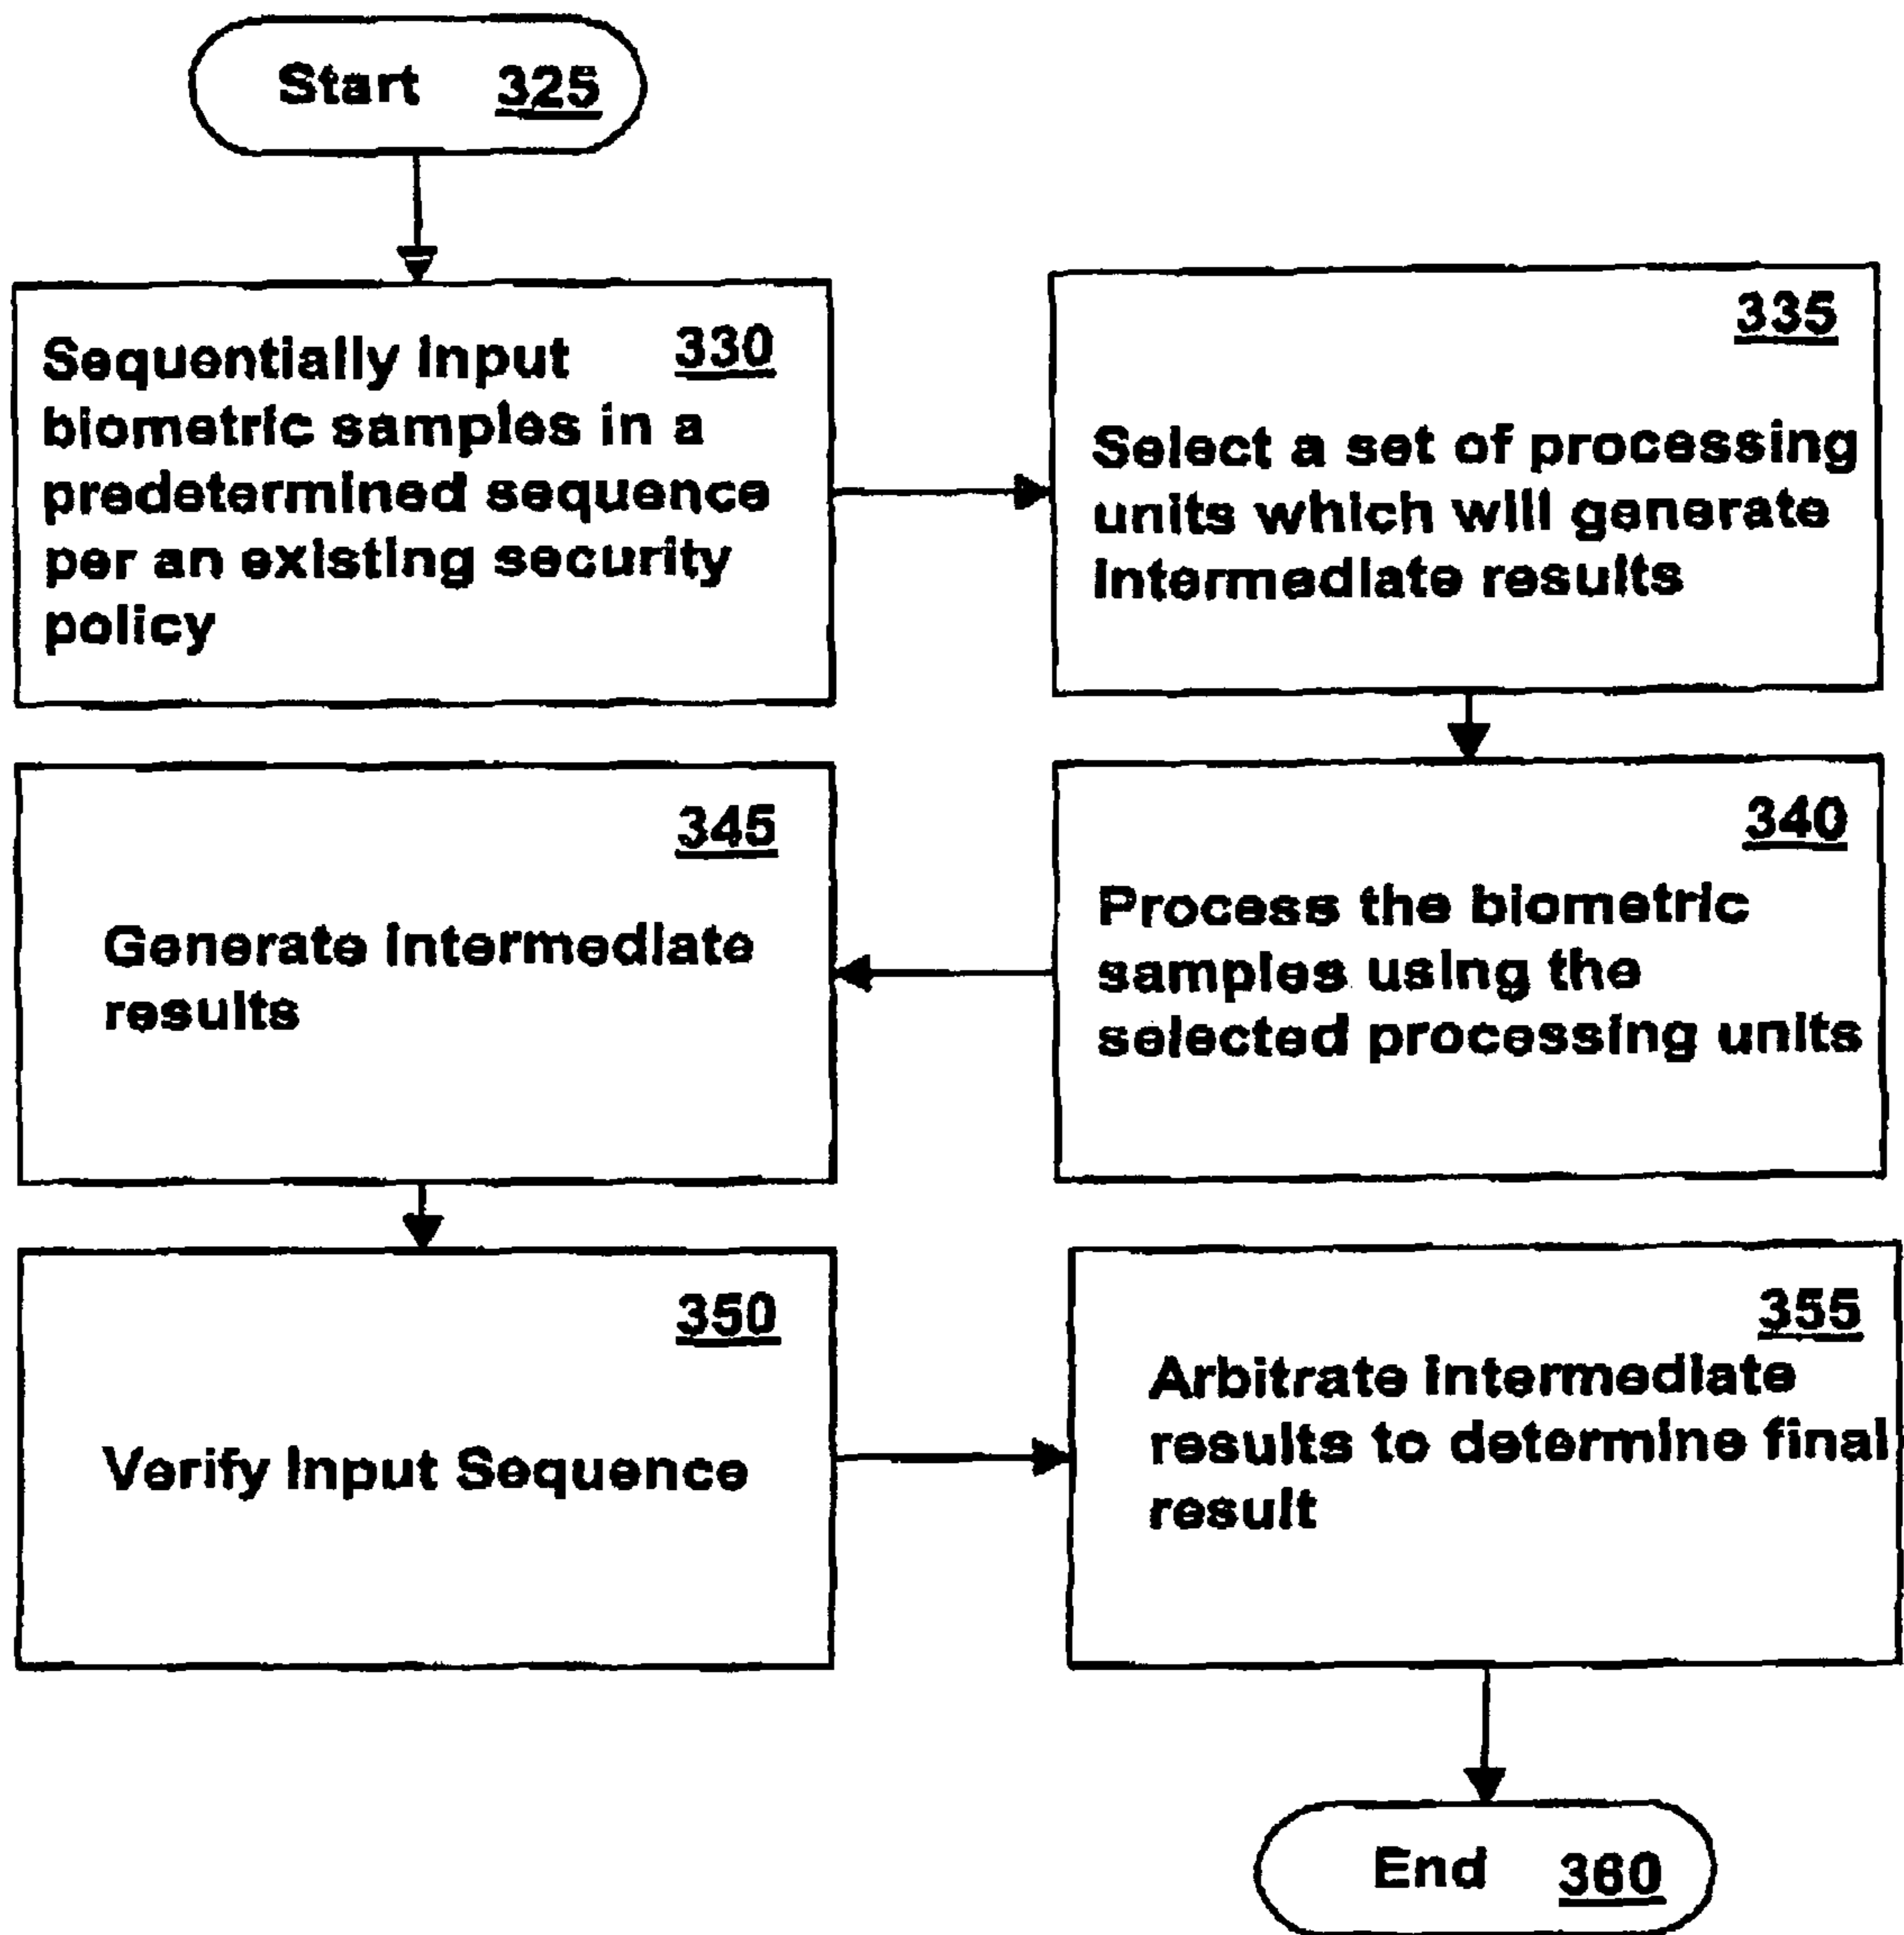 Start 325
Sequentially Input 330
biometric samples in a
predetermined sequence
per an existing security
policy
335
Select a set of processing
units which will generate
intermediate results
340
Process the biometric
samples using the
selected processing units
345
Generate Intermediate
results
350
Verify Input Sequence
355
Arbitrate intermediate
results to determine final
result
End 360